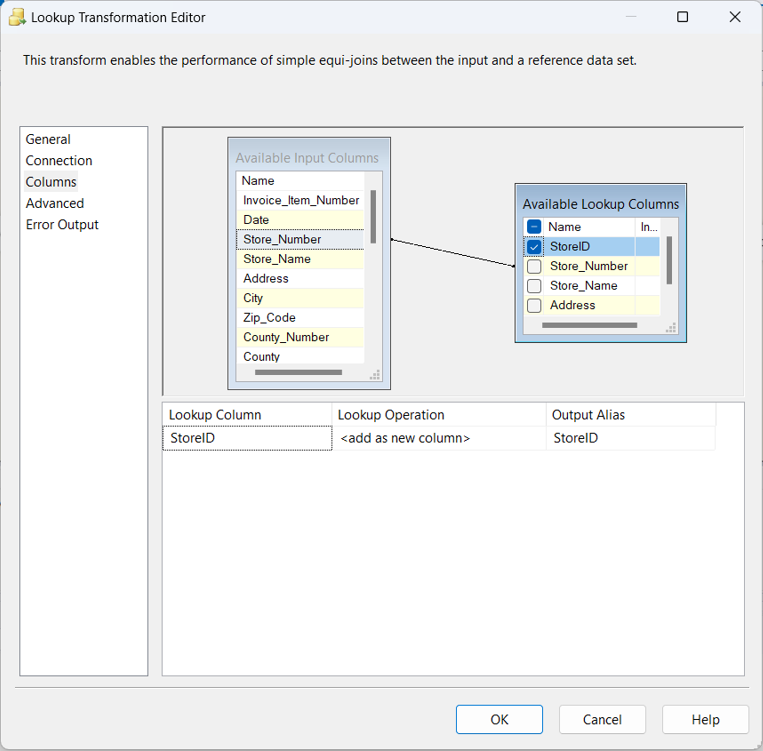 Lookup Transformation Editor
This transform enables the performance of simple equi-joins between the input and a reference data set.
General
Connection
Columns
Advanced
Error Output
Available Input Columns
Name
Invoice_Item_Number
Date
Store_Number
Store_Name
Address
City
Zip_Code
County_Number
County
Available Lookup Columns
Name In...
StoreID
Store_Number
Store_Name
Address
Lookup Column Lookup Operation Output Alias
StoreID <add as new column> StoreID
OK Cancel Help